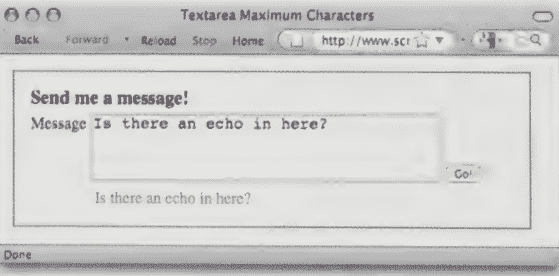 Textarea Maximum Characters
Back Forward Reload Stop Home http://www.scr
Send me a message!
Message Is there an echo in here?
Go!
Is there an echo in here?
Done